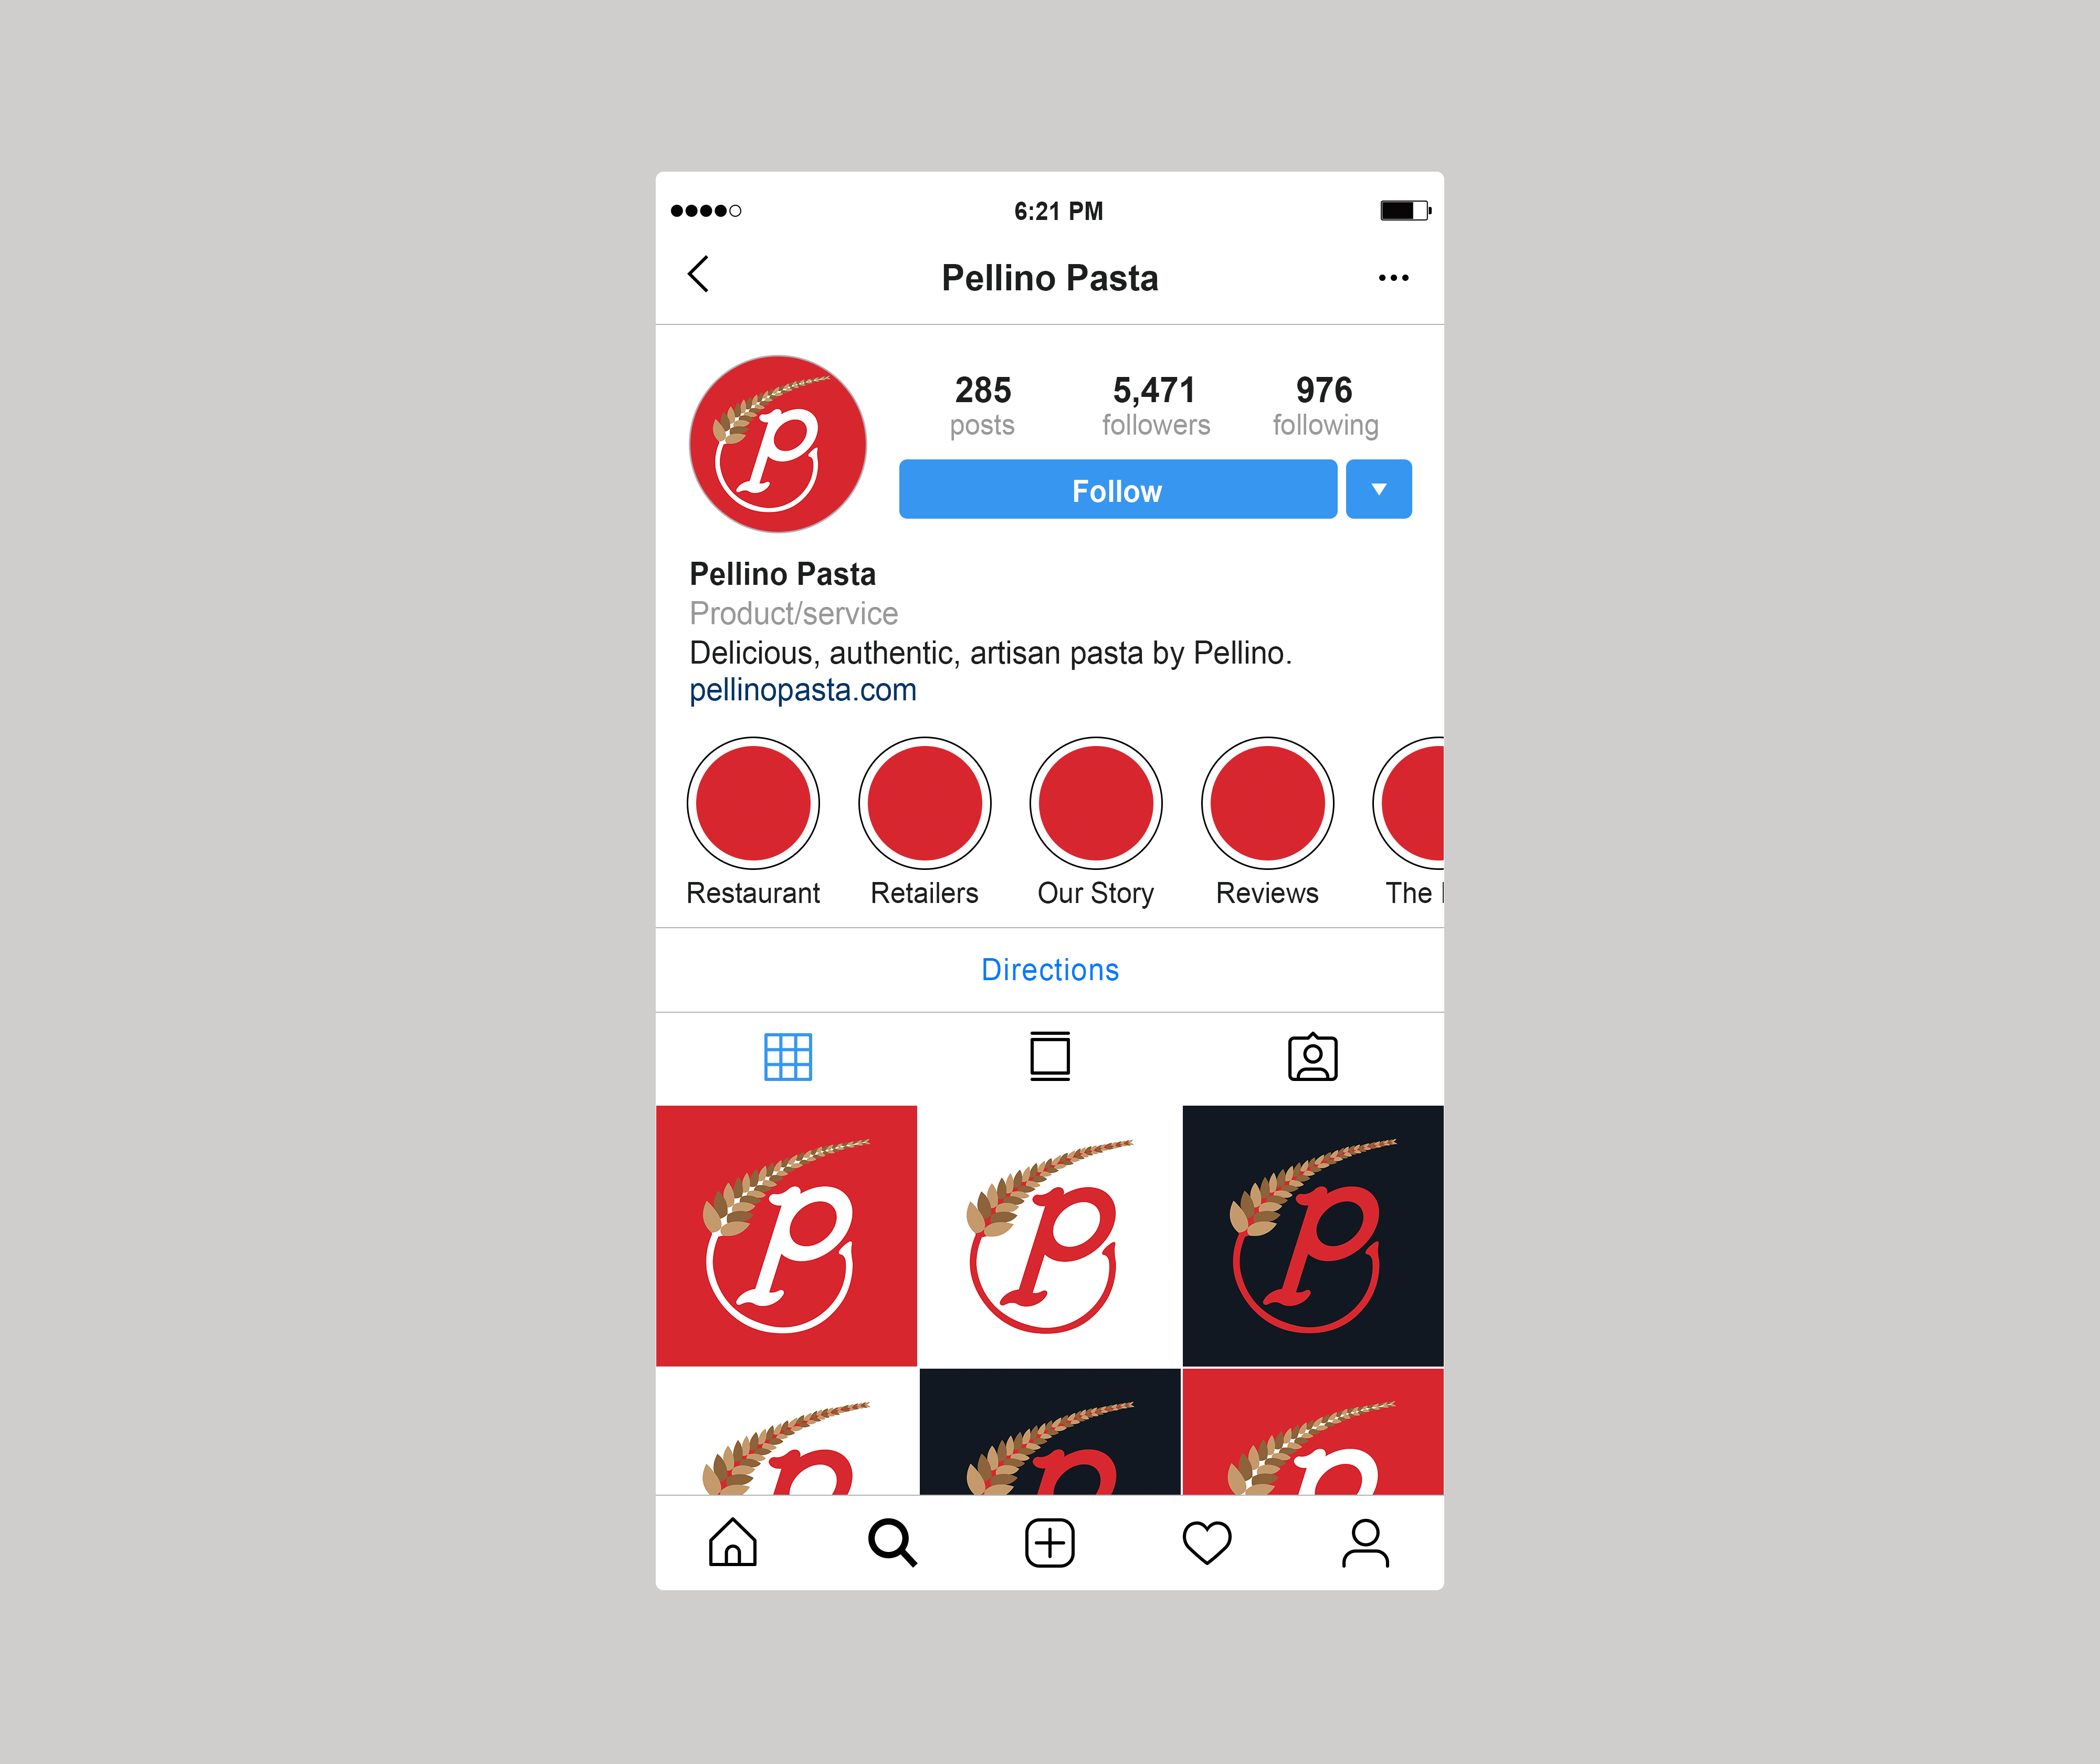 6:21 PM
Pellino Pasta
285 5,471 976
posts followers following
Follow
Pellino Pasta
Product/service
Delicious, authentic, artisan pasta by Pellino.
pellinopasta.com
Restaurant Retailers Our Story Reviews The
Directions
p
p
p